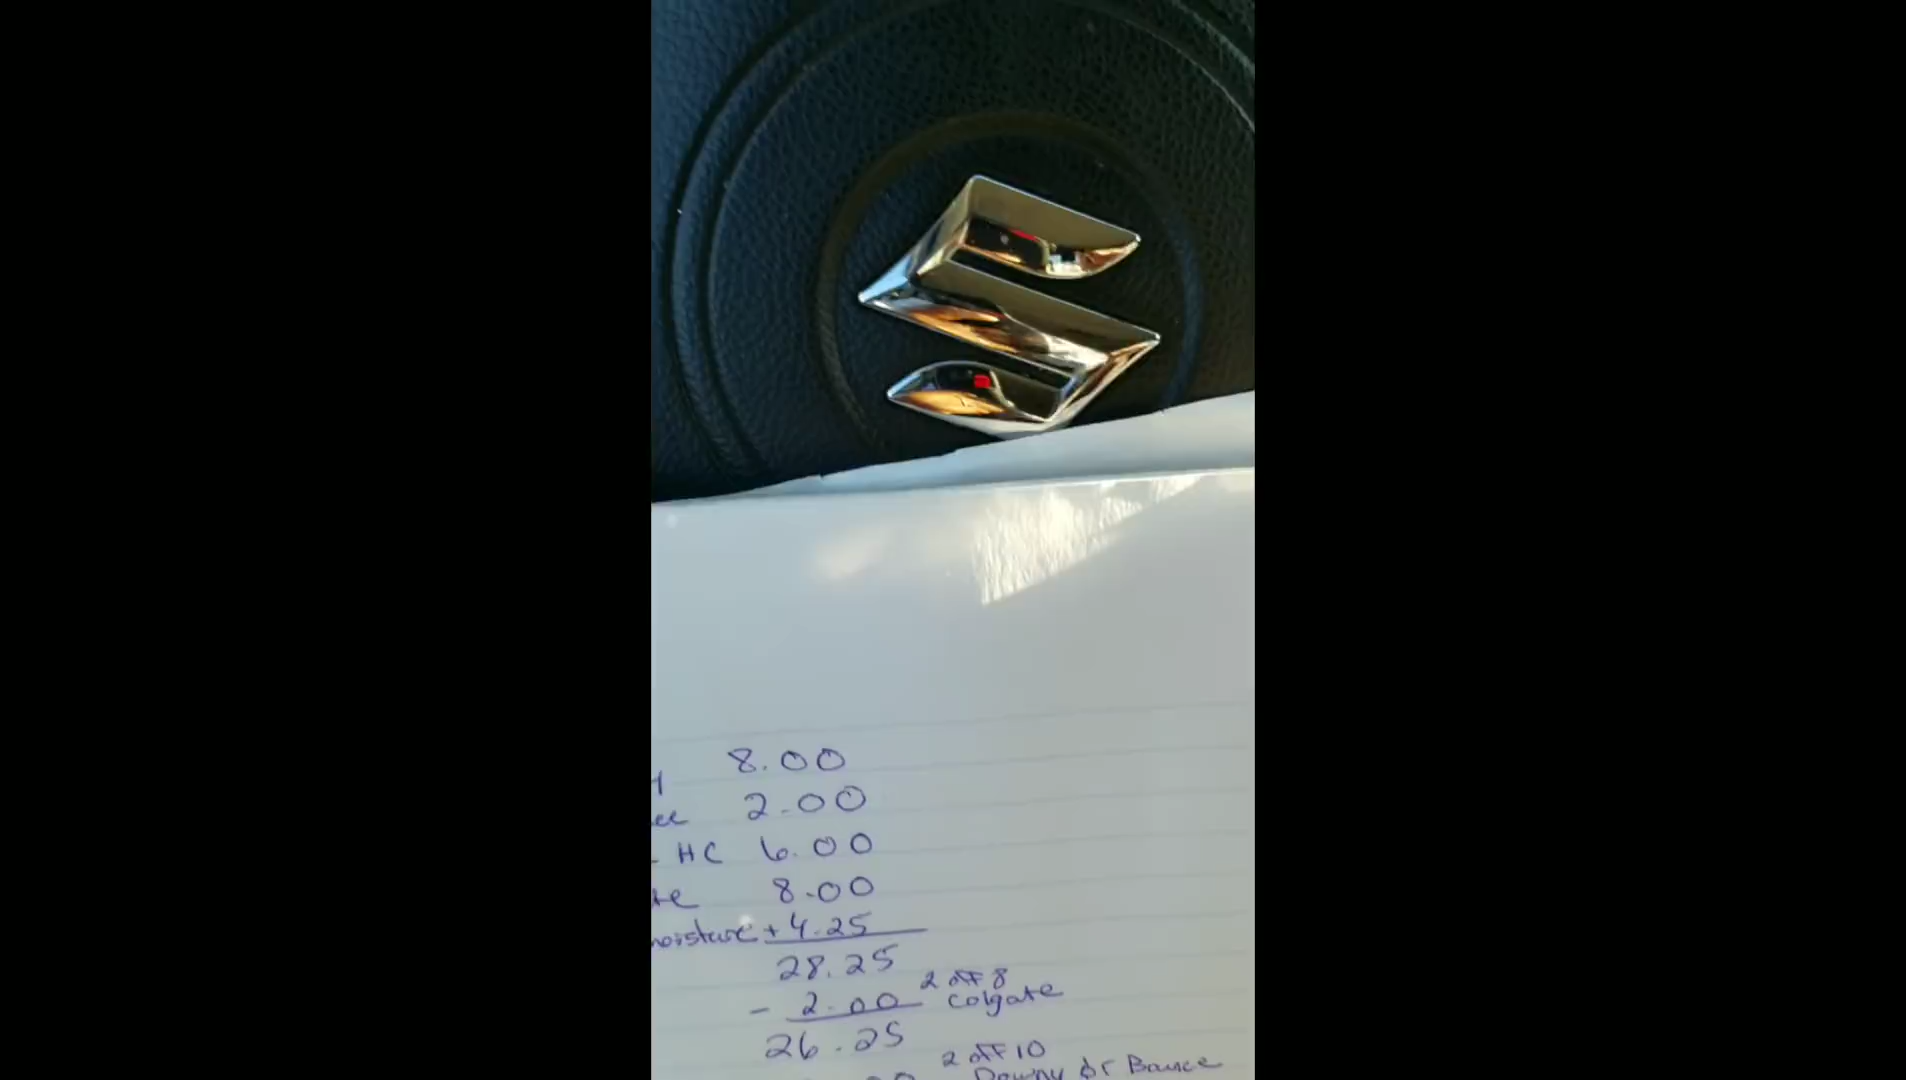 8.00
2.00
HC 6.00
8.00
moisture + 4.25
28.25
- 2.00 2 off 8
Colgate
26.25
2 off 10
Downy or Bounce